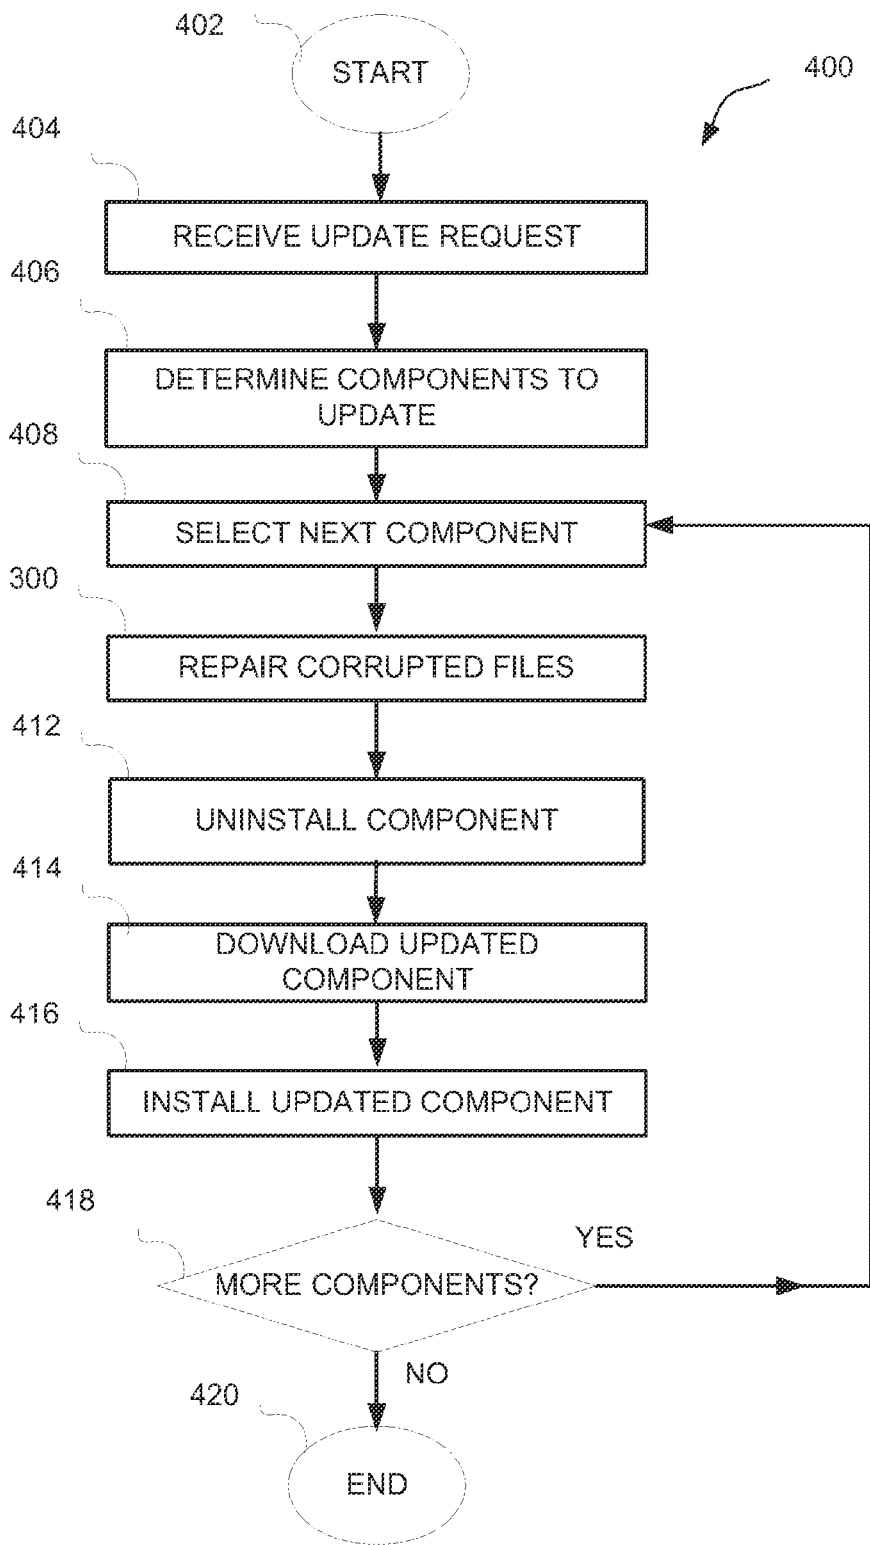 402
START
400
404
RECEIVE UPDATE REQUEST
406
DETERMINE COMPONENTS TO
UPDATE
408
SELECT NEXT COMPONENT
300
REPAIR CORRUPTED FILES
412
UNINSTALL COMPONENT
414
DOWNLOAD UPDATED
COMPONENT
416
INSTALL UPDATED COMPONENT
418
YES
MORE COMPONENTS?
NO
420
END